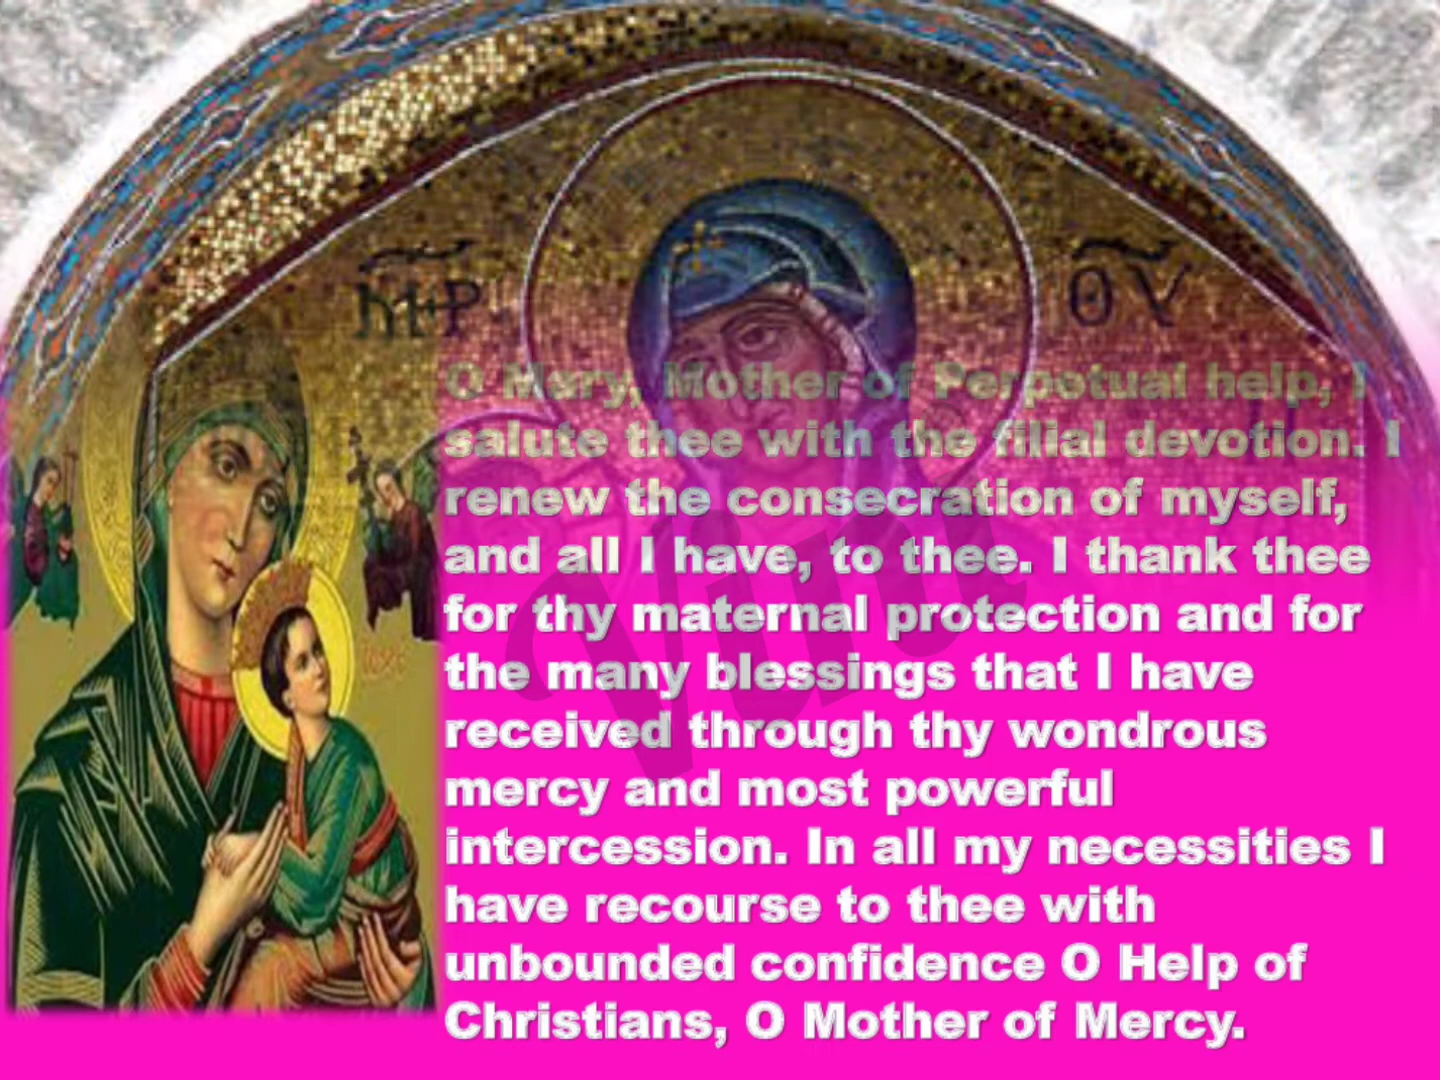 ΜΡ
ΘΥ
O Mary, Mother of Perpotual help, I
salute thee with the filial devotion. I
renew the consecration of myself,
and all I have, to thee. I thank thee
for thy maternal protection and for
the many blessings that I have
received through thy wondrous
mercy and most powerful
intercession. In all my necessities I
have recourse to thee with
unbounded confidence O Help of
Christians, O Mother of Mercy.